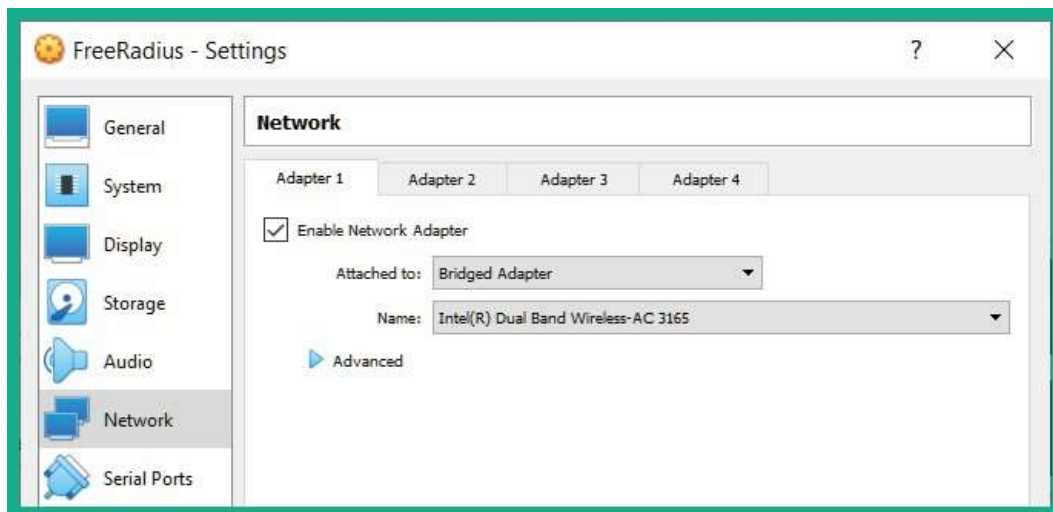 FreeRadius - Settings
?
General
System
Display
Storage
Audio
Network
Serial Ports
Network
Adapter 1 Adapter 2 Adapter 3 Adapter 4
Enable Network Adapter
Attached to: Bridged Adapter
Name: Intel(R) Dual Band Wireless-AC 3165
Advanced